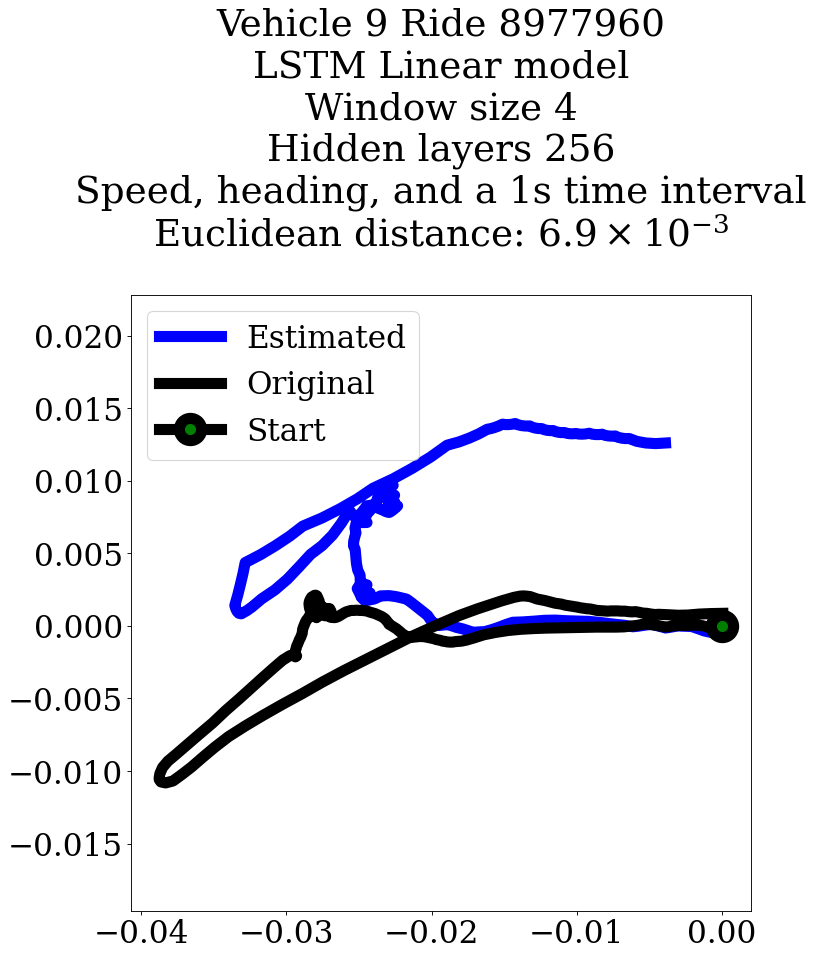 Vehicle 9 Ride 8977960
LSTM Linear model
Window size 4
Hidden layers 256
Speed, heading, and a 1s time interval
Euclidean distance: 6.9 × 10⁻³
Estimated
Original
Start
0.020
0.015
0.010
0.005
0.000
−0.005
−0.010
−0.015
−0.04 −0.03 −0.02 −0.01 0.00